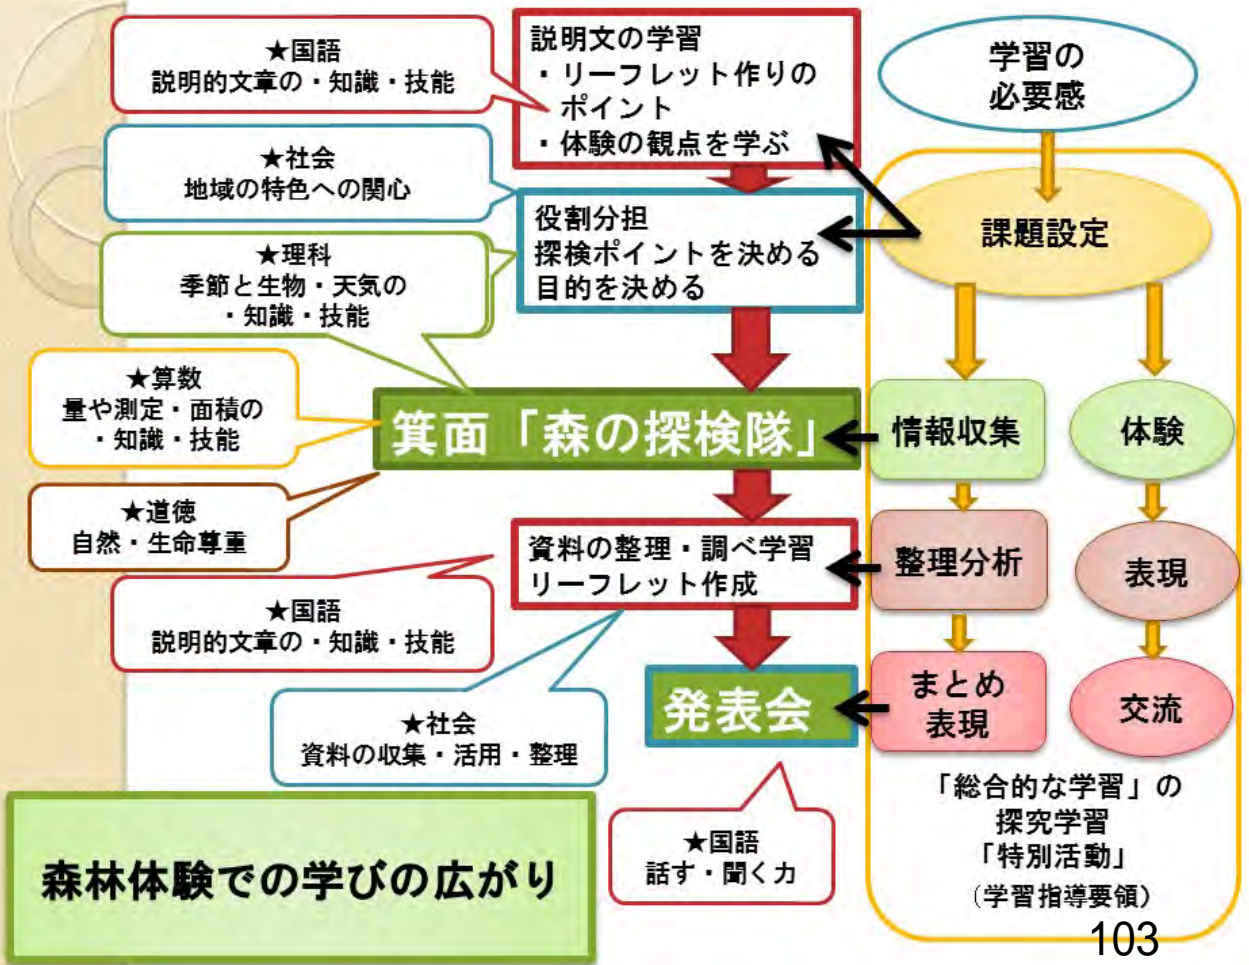 ★国語
説明的文章の・知識・技能
★社会
地域の特色への関心
★理科
季節と生物・天気の
・知識・技能
★算数
量や測定・面積の
・知識・技能
★道徳
自然・生命尊重
★国語
説明的文章の・知識・技能
★社会
資料の収集・活用・整理
★国語
話す・聞く力
説明文の学習
・リーフレット作りの
ポイント
・体験の観点を学ぶ
役割分担
探検ポイントを決める
目的を決める
箕面「森の探検隊」
資料の整理・調べ学習
リーフレット作成
発表会
学習の
必要感
課題設定
情報収集
体験
整理分析
表現
まとめ
表現
交流
「総合的な学習」の
探究学習
「特別活動」
(学習指導要領)
森林体験での学びの広がり
103